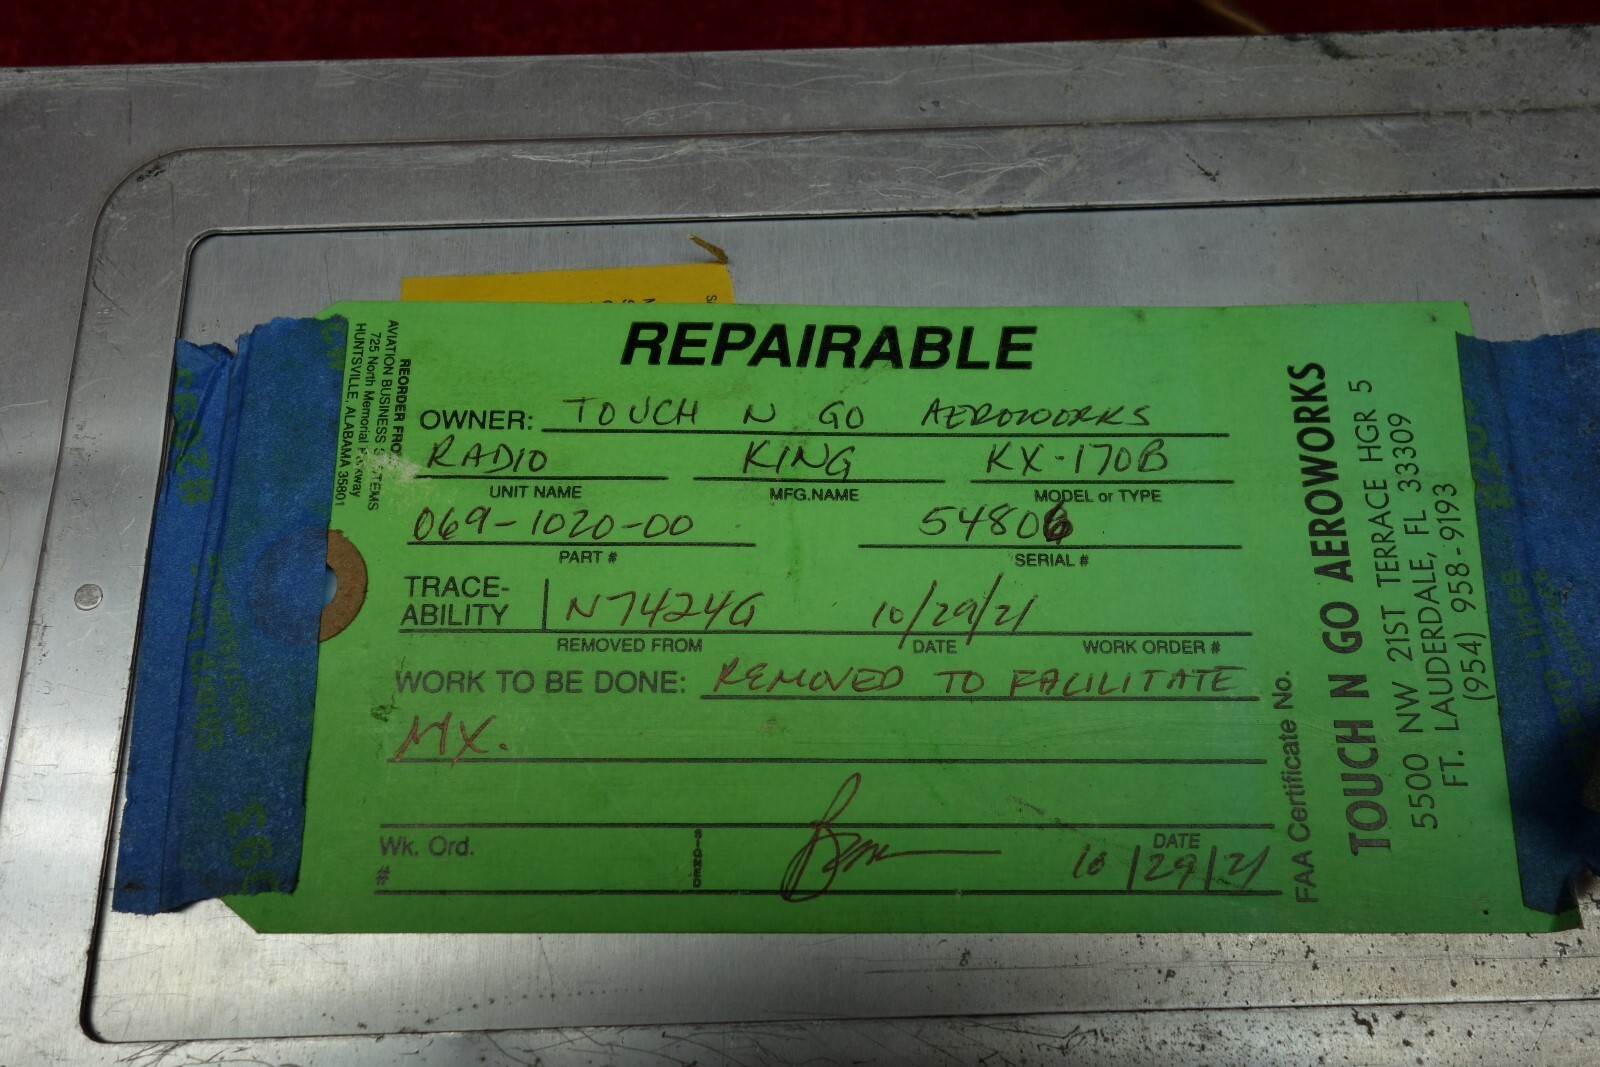 REPAIRABLE
OWNER: TOUCH N GO AEROWORKS
RADIO KING KX-170B
UNIT NAME MFG.NAME MODEL or TYPE
069-1020-00 54806
PART # SERIAL #
TRACE-
ABILITY N7424G 10/29/21
REMOVED FROM DATE WORK ORDER #
WORK TO BE DONE: REMOVED TO FACILITATE
MX.
Wk. Ord.
#
SIGNED
DATE
10/29/21
REORDER FRO
AVIATION BUSINESS S TEMS
725 North Memorial
HUNTSVILLE, ALABAMA 35801
FAA Certificate No.
TOUCH N GO AEROWORKS
5500 NW 21ST TERRACE HGR 5
FT. LAUDERDALE, FL 33309
(954) 958-9193
#2093